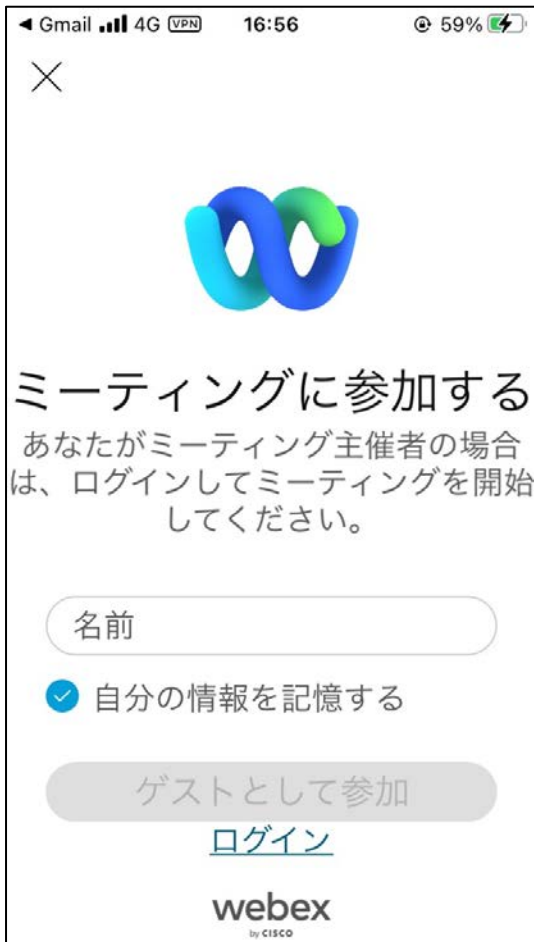 Gmail 4G VPN 16:56 59%
ミーティングに参加する
あなたがミーティング主催者の場合
は、ログインしてミーティングを開始
してください。
名前
自分の情報を記憶する
ゲストとして参加
ログイン
webex
by CISCO